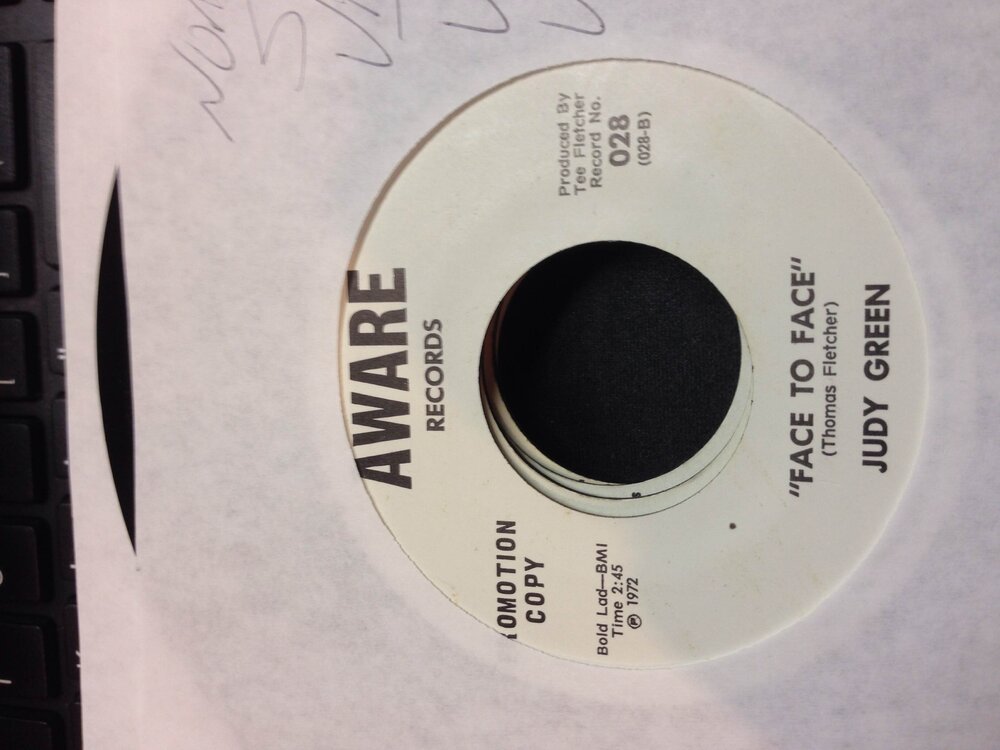 AWARE
RECORDS
COPY
Bold Lad—BMI
Time 2:45
℗ 1972
Produced By
Tee Fletcher
Record No.
028
(028-B)
"FACE TO FACE"
(Thomas Fletcher)
JUDY GREEN